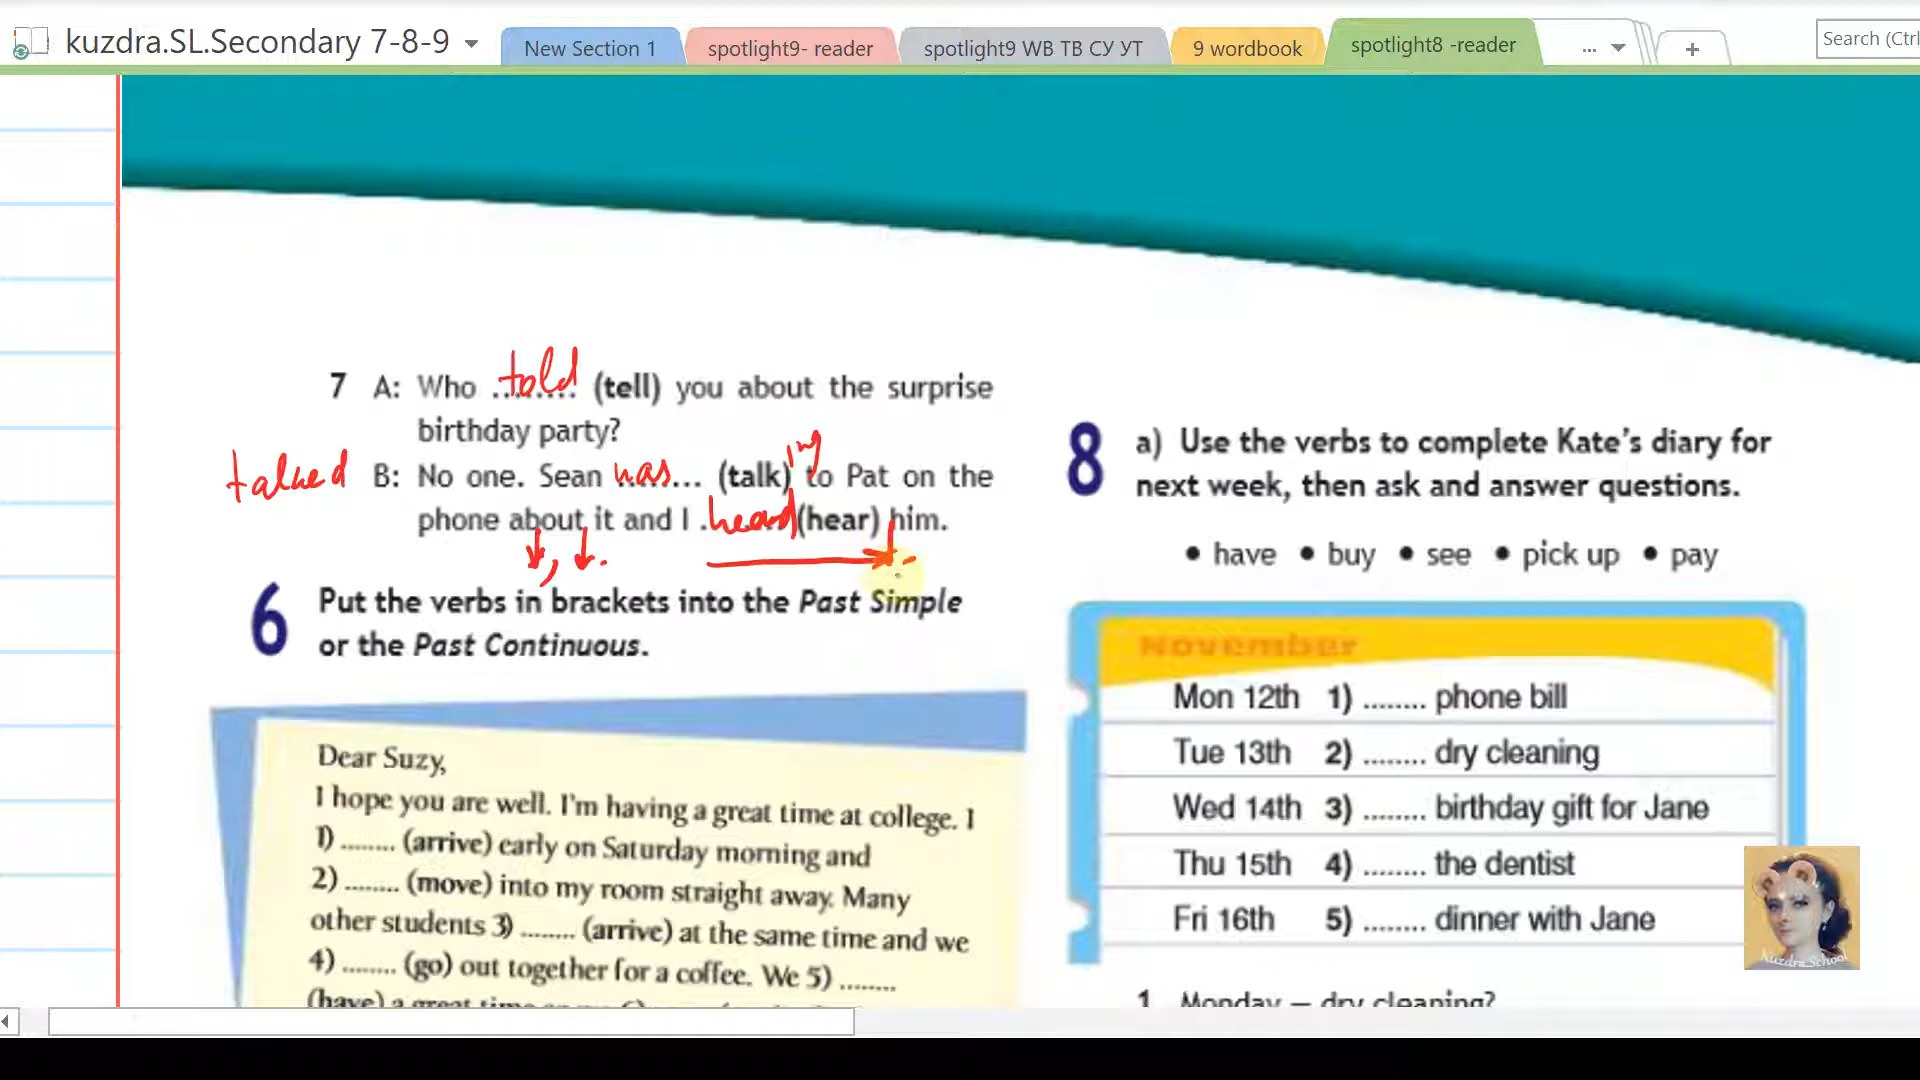 kuzdra.SL.Secondary 7-8-9
New Section 1
spotlight9- reader
spotlight9 WB TB СУ УТ
9 wordbook
spotlight8 -reader
...
+
Search (Ctrl
7 A: Who told ........ (tell) you about the surprise
birthday party?
talked B: No one. Sean was... (talk) ing to Pat on the
phone about it and I heard (hear) him.
6 Put the verbs in brackets into the Past Simple
or the Past Continuous.
Dear Suzy,
I hope you are well. I'm having a great time at college. I
1) ........ (arrive) early on Saturday morning and
2) ........ (move) into my room straight away. Many
other students 3) ........ (arrive) at the same time and we
4) ........ (go) out together for a coffee. We 5) ........
(have) a great time
8 a) Use the verbs to complete Kate's diary for
next week, then ask and answer questions.
• have • buy • see • pick up • pay
November
Mon 12th 1) ........ phone bill
Tue 13th 2) ........ dry cleaning
Wed 14th 3) ........ birthday gift for Jane
Thu 15th 4) ........ the dentist
Fri 16th 5) ........ dinner with Jane
1 Monday – dry cleaning?
kuzdra.School